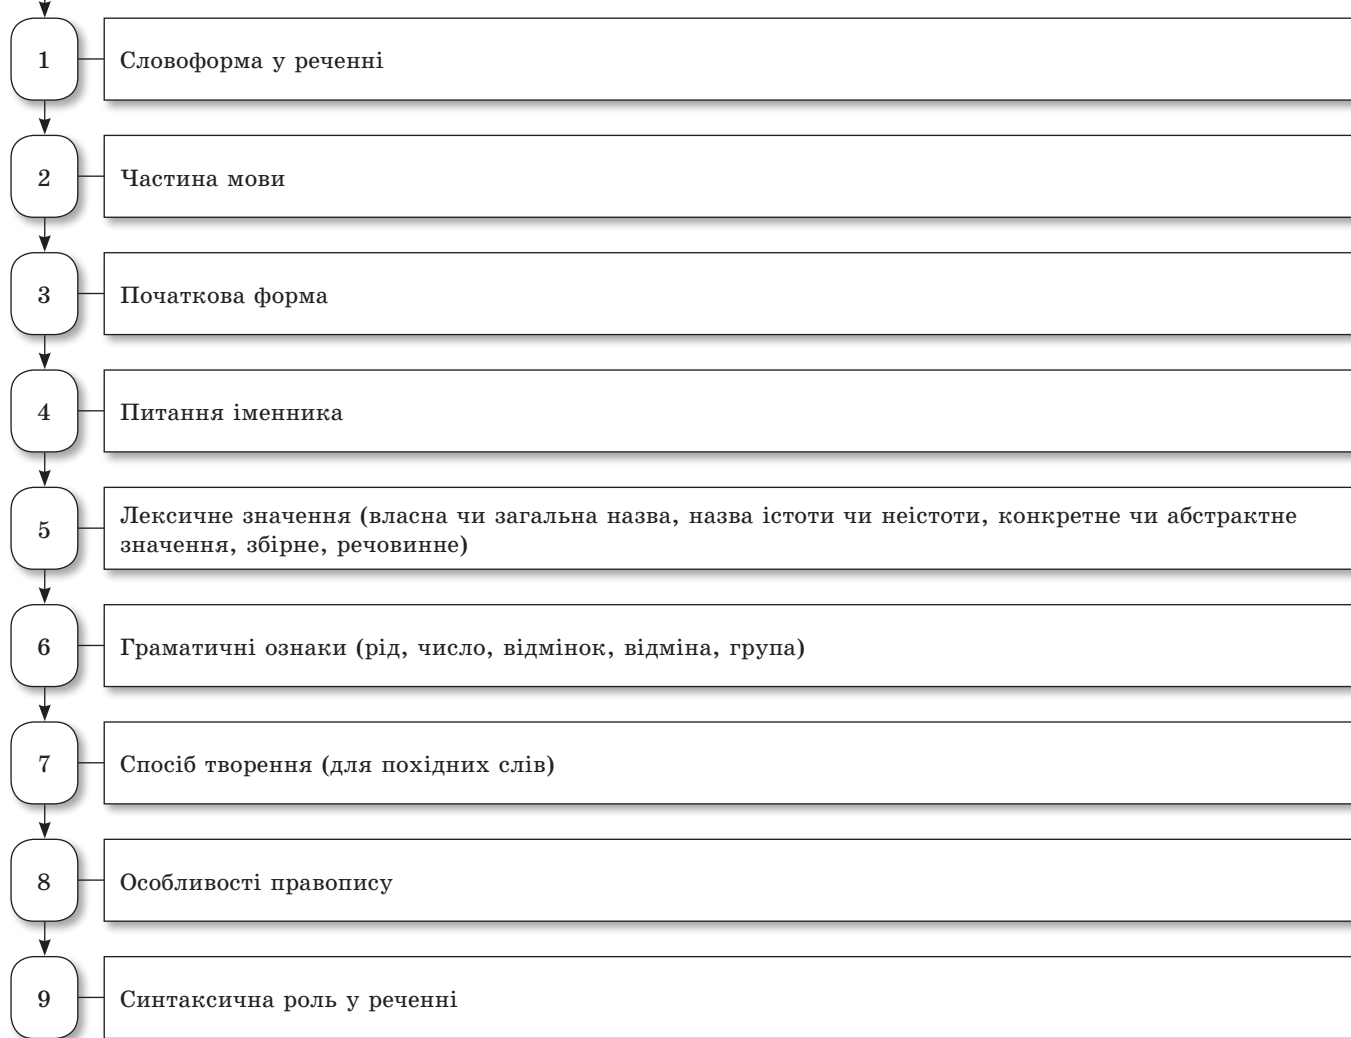 1
Словоформа у реченні
2
Частина мови
3
Початкова форма
4
Питання іменника
5
Лексичне значення (власна чи загальна назва, назва істоти чи неістоти, конкретне чи абстрактне
значення, збірне, речовинне)
6
Граматичні ознаки (рід, число, відмінок, відміна, група)
7
Спосіб творення (для похідних слів)
8
Особливості правопису
9
Синтаксична роль у реченні